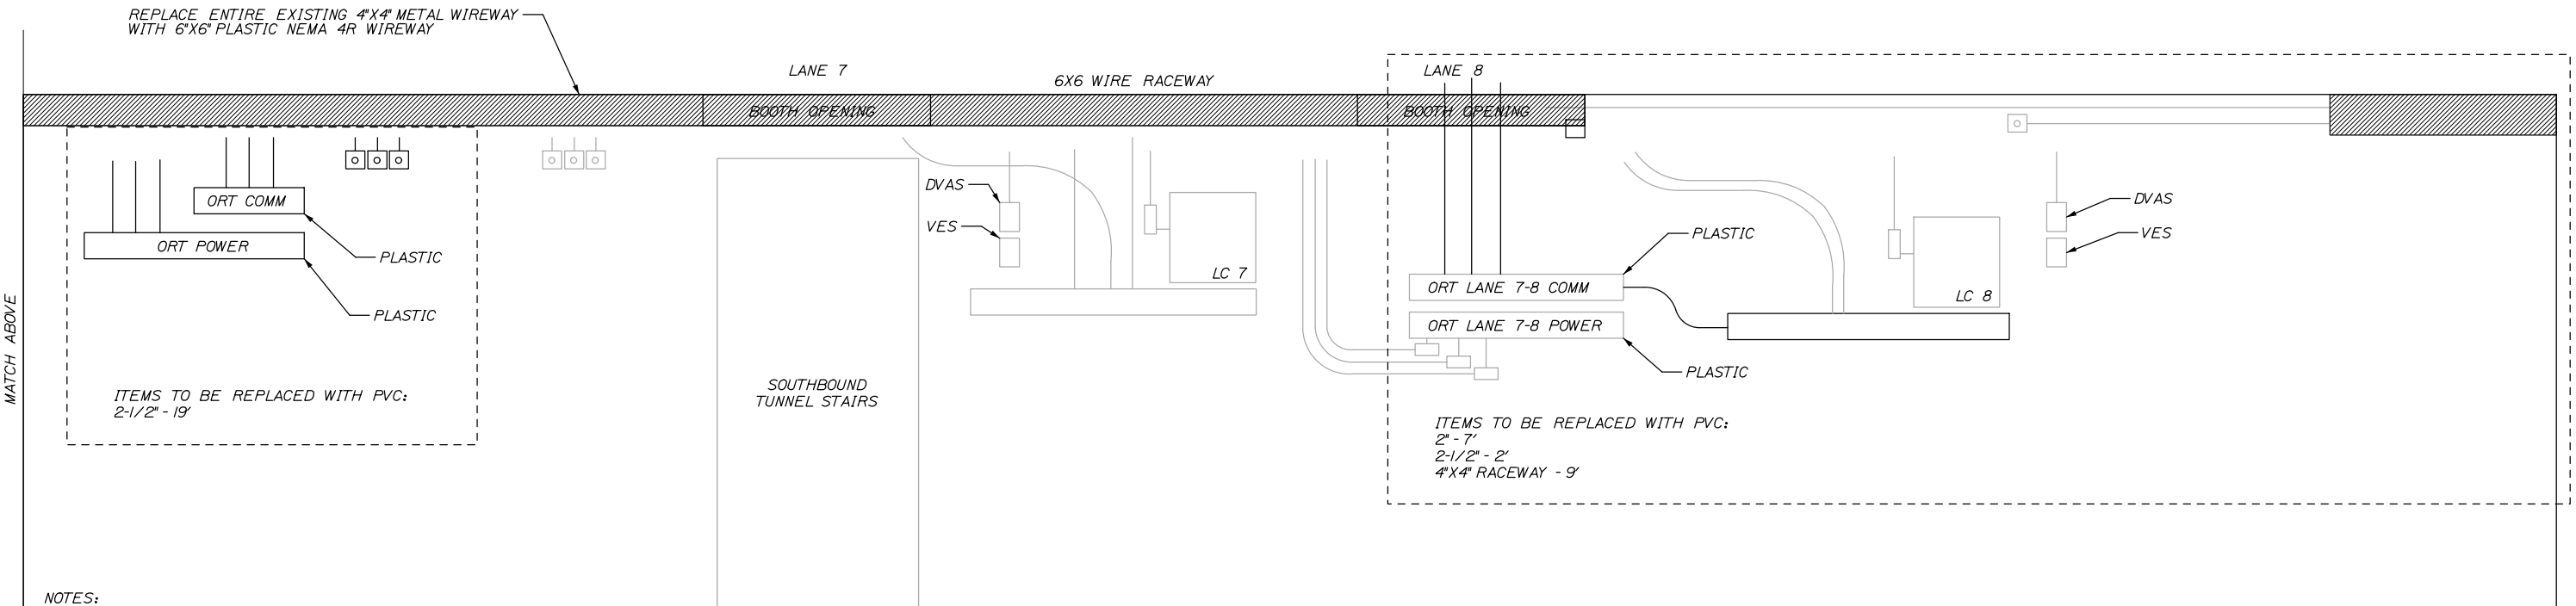 REPLACE ENTIRE EXISTING 4"X4" METAL WIREWAY
WITH 6"X6" PLASTIC NEMA 4R WIREWAY
LANE 7
6X6 WIRE RACEWAY
LANE 8
BOOTH OPENING
BOOTH OPENING
ORT COMM
ORT POWER
PLASTIC
PLASTIC
MATCH ABOVE
ITEMS TO BE REPLACED WITH PVC:
2-1/2" - 19'
SOUTHBOUND
TUNNEL STAIRS
DVAS
VES
LC 7
ORT LANE 7-8 COMM
ORT LANE 7-8 POWER
PLASTIC
PLASTIC
LC 8
DVAS
VES
ITEMS TO BE REPLACED WITH PVC:
2" - 7'
2-1/2" - 2'
4"X4" RACEWAY - 9'
NOTES: